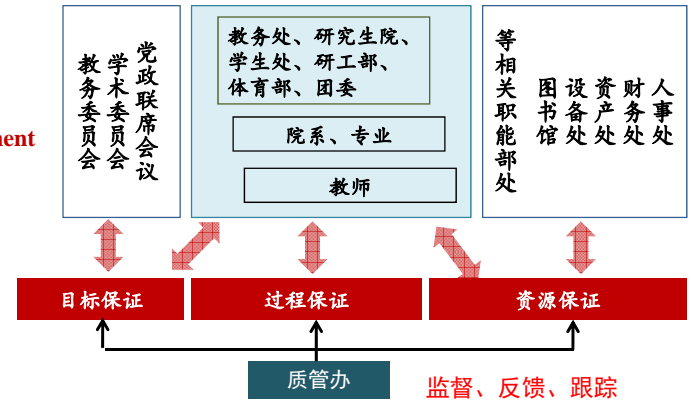 党政联席会议
学术委员会
教务委员会
教务处、研究生院、
学生处、研工部、
体育部、团委
院系、专业
教师
人事处
财务处
资产处
设备处
图书馆
等相关职能部处
目标保证
过程保证
资源保证
质管办
监督、反馈、跟踪